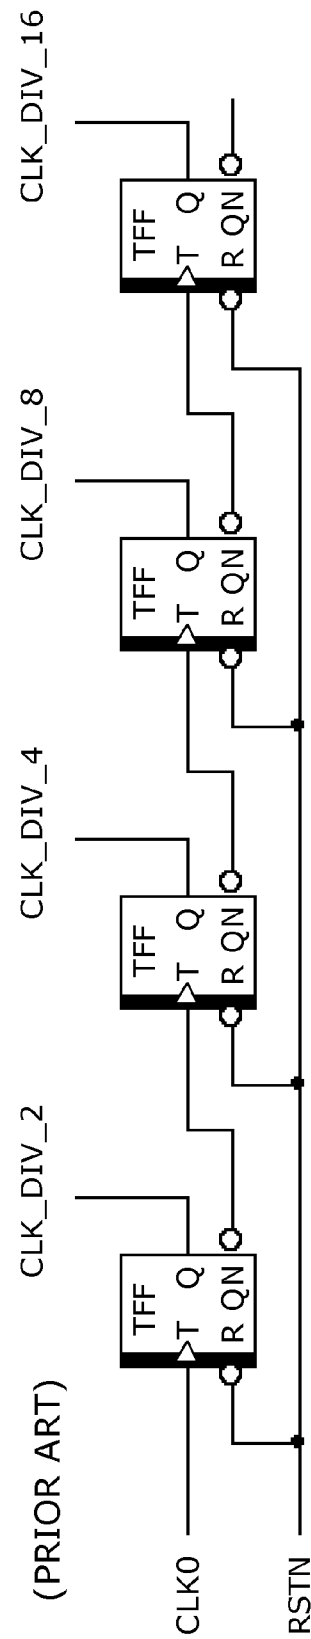 (PRIOR ART)
CLK_DIV_2
CLK_DIV_4
CLK_DIV_8
CLK_DIV_16
TFF
TFF
TFF
TFF
CLK0
T Q
T Q
T Q
T Q
R QN
R QN
R QN
R QN
RSTN